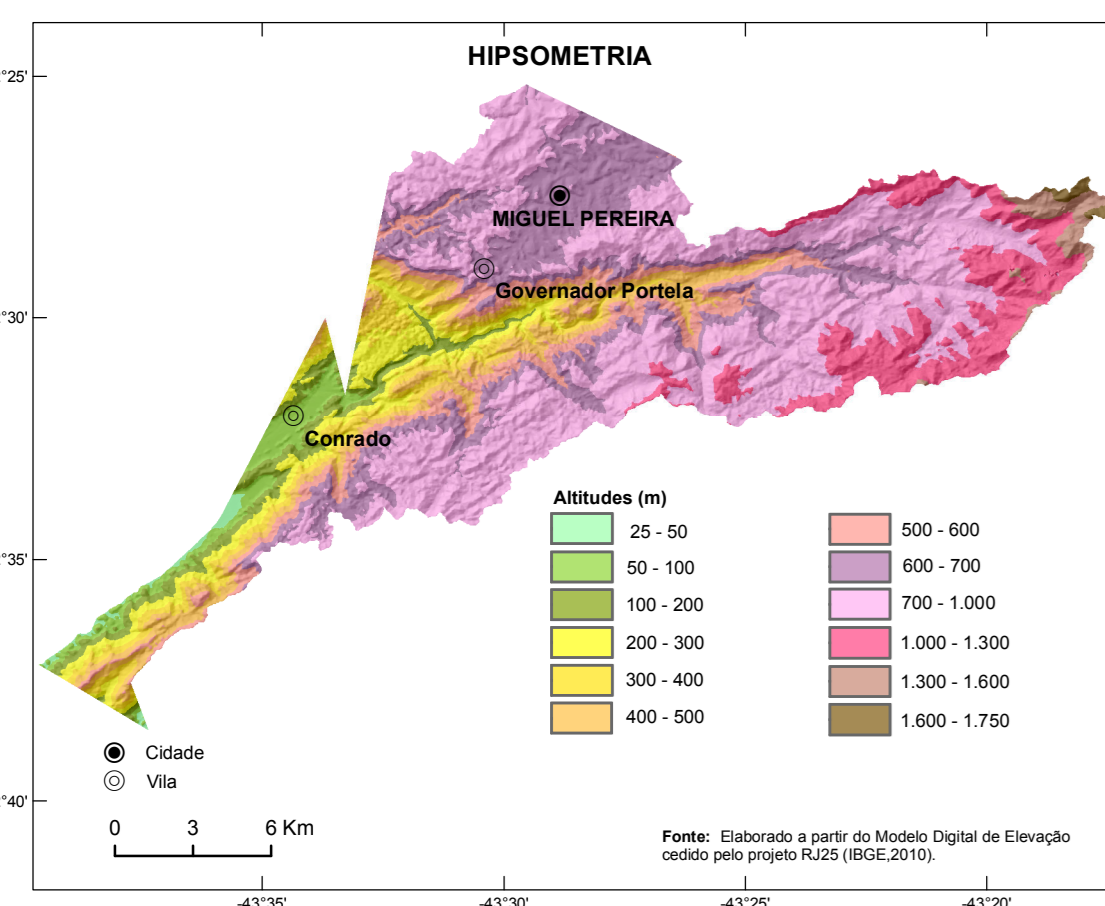 HIPSOMETRIA
°25'
°30'
°35'
°40'
MIGUEL PEREIRA
Governador Portela
Conrado
Altitudes (m)
25 - 50
50 - 100
100 - 200
200 - 300
300 - 400
400 - 500
500 - 600
600 - 700
700 - 1.000
1.000 - 1.300
1.300 - 1.600
1.600 - 1.750
Cidade
Vila
0 3 6 Km
Fonte: Elaborado a partir do Modelo Digital de Elevação
cedido pelo projeto RJ25 (IBGE,2010).
-43°35' -43°30' -43°25' -43°20'